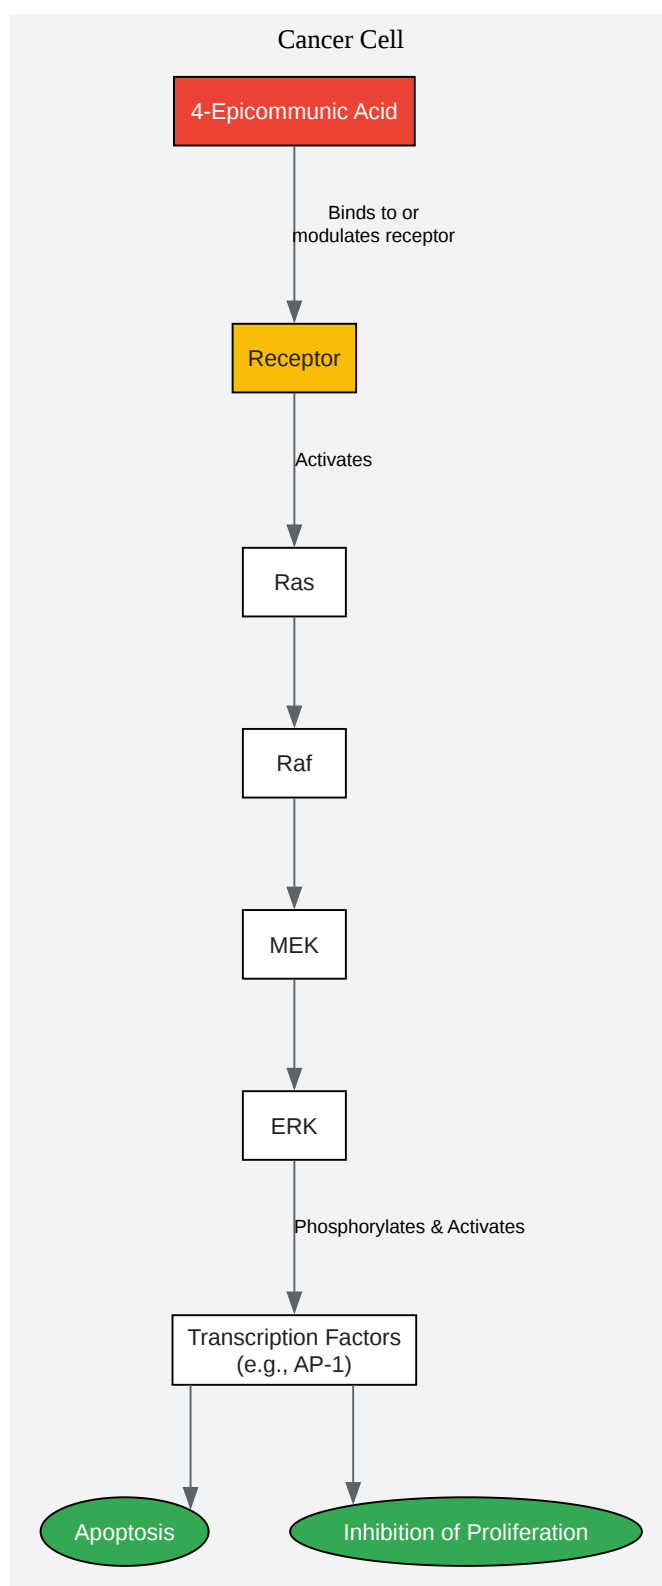 Cancer Cell
4-Epicommunic Acid
Binds to or
modulates receptor
Receptor
Activates
Ras
Raf
MEK
ERK
Phosphorylates & Activates
Transcription Factors
(e.g., AP-1)
Apoptosis
Inhibition of Proliferation